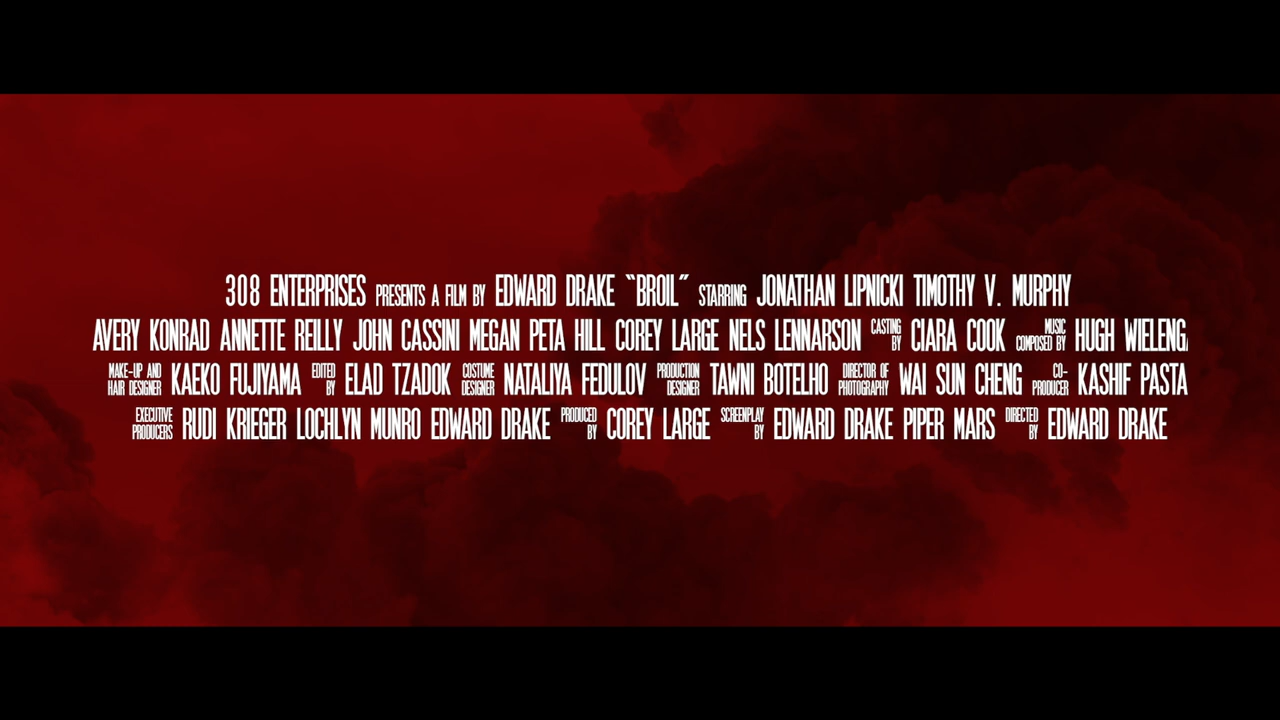 308 ENTERPRISES PRESENTS A FILM BY EDWARD DRAKE "BROIL" STARRING JONATHAN LIPNICKI TIMOTHY V. MURPHY
AVERY KONRAD ANNETTE REILLY JOHN CASSINI MEGAN PETA HILL COREY LARGE NELS LENNARSON CASTING BY CIARA COOK MUSIC COMPOSED BY HUGH WIELENGA
MAKE-UP AND HAIR DESIGNER KAEKO FUJIYAMA EDITED BY ELAD TZADOK COSTUME DESIGNER NATALIYA FEDULOV PRODUCTION DESIGNER TAWNI BOTELHO DIRECTOR OF PHOTOGRAPHY WAI SUN CHENG CO-PRODUCER KASHIF PASTA
EXECUTIVE PRODUCERS RUDI KRIEGER LOCHLYN MUNRO EDWARD DRAKE PRODUCED BY COREY LARGE SCREENPLAY BY EDWARD DRAKE PIPER MARS DIRECTED BY EDWARD DRAKE